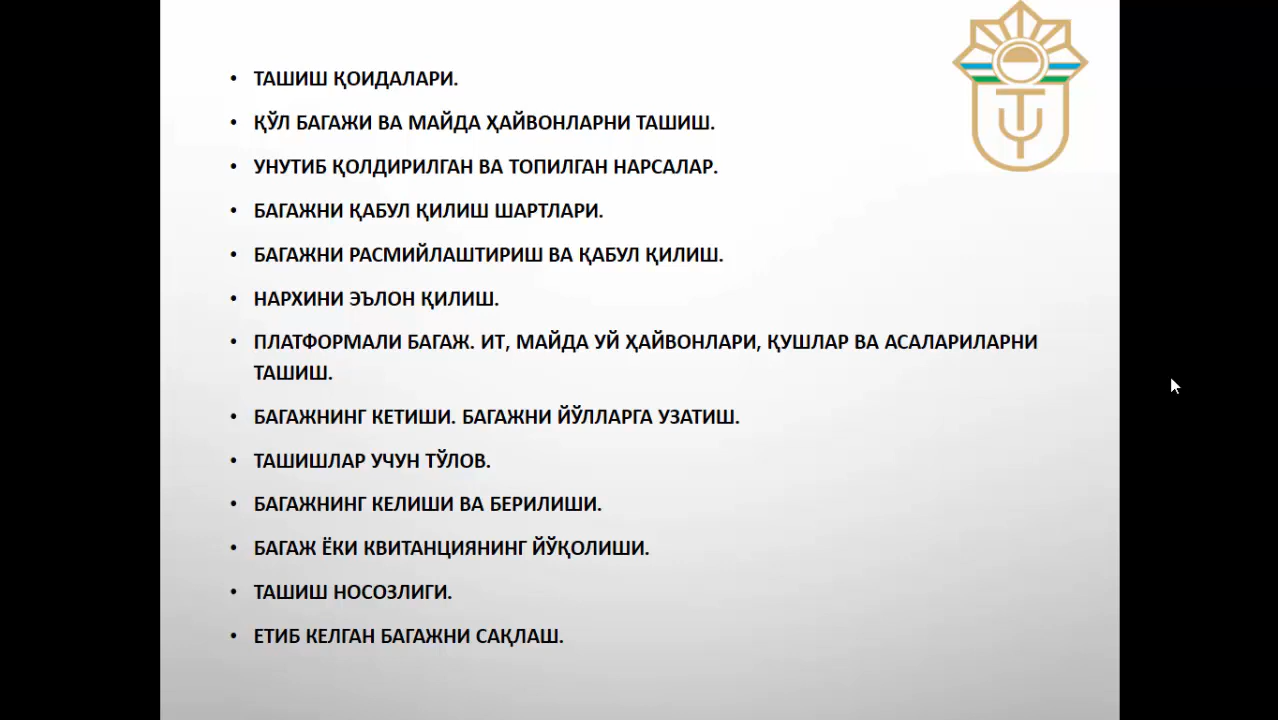 • ТАШИШ ҚОИДАЛАРИ.
• ҚЎЛ БАГАЖИ ВА МАЙДА ҲАЙВОНЛАРНИ ТАШИШ.
• УНУТИБ ҚОЛДИРИЛГАН ВА ТОПИЛГАН НАРСАЛАР.
• БАГАЖНИ ҚАБУЛ ҚИЛИШ ШАРТЛАРИ.
• БАГАЖНИ РАСМИЙЛАШТИРИШ ВА ҚАБУЛ ҚИЛИШ.
• НАРХИНИ ЭЪЛОН ҚИЛИШ.
• ПЛАТФОРМАЛИ БАГАЖ. ИТ, МАЙДА УЙ ҲАЙВОНЛАРИ, ҚУШЛАР ВА АСАЛАРИЛАРНИ
ТАШИШ.
• БАГАЖНИНГ КЕТИШИ. БАГАЖНИ ЙЎЛЛАРГА УЗАТИШ.
• ТАШИШЛАР УЧУН ТЎЛОВ.
• БАГАЖНИНГ КЕЛИШИ ВА БЕРИЛИШИ.
• БАГАЖ ЁКИ КВИТАНЦИЯНИНГ ЙЎҚОЛИШИ.
• ТАШИШ НОСОЗЛИГИ.
• ЕТИБ КЕЛГАН БАГАЖНИ САҚЛАШ.